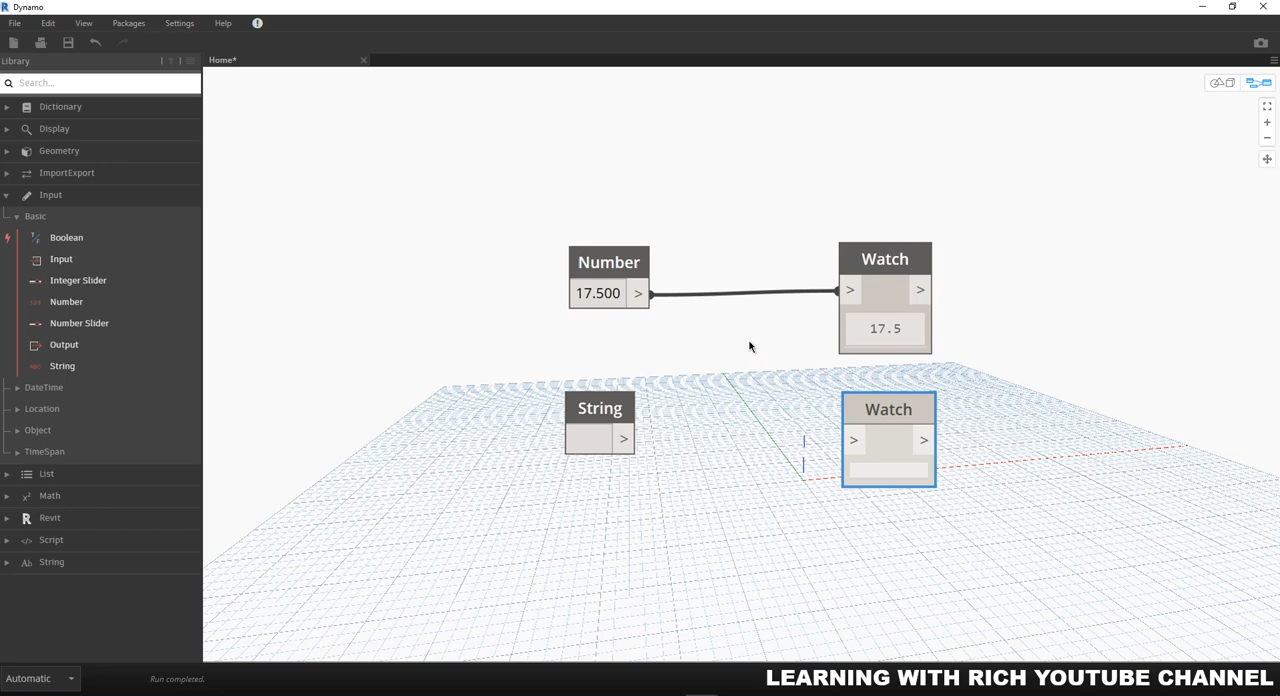 Dynamo
File Edit View Packages Settings Help
Library
Home*
Search...
Dictionary
Display
Geometry
ImportExport
Input
Basic
Boolean
Input
Integer Slider
Number
Number Slider
Output
String
DateTime
Location
Object
TimeSpan
List
Math
Revit
Script
String
Number
17.500 >
Watch
> >
17.5
String
>
Watch
> >
Automatic
Run completed.
LEARNING WITH RICH YOUTUBE CHANNEL